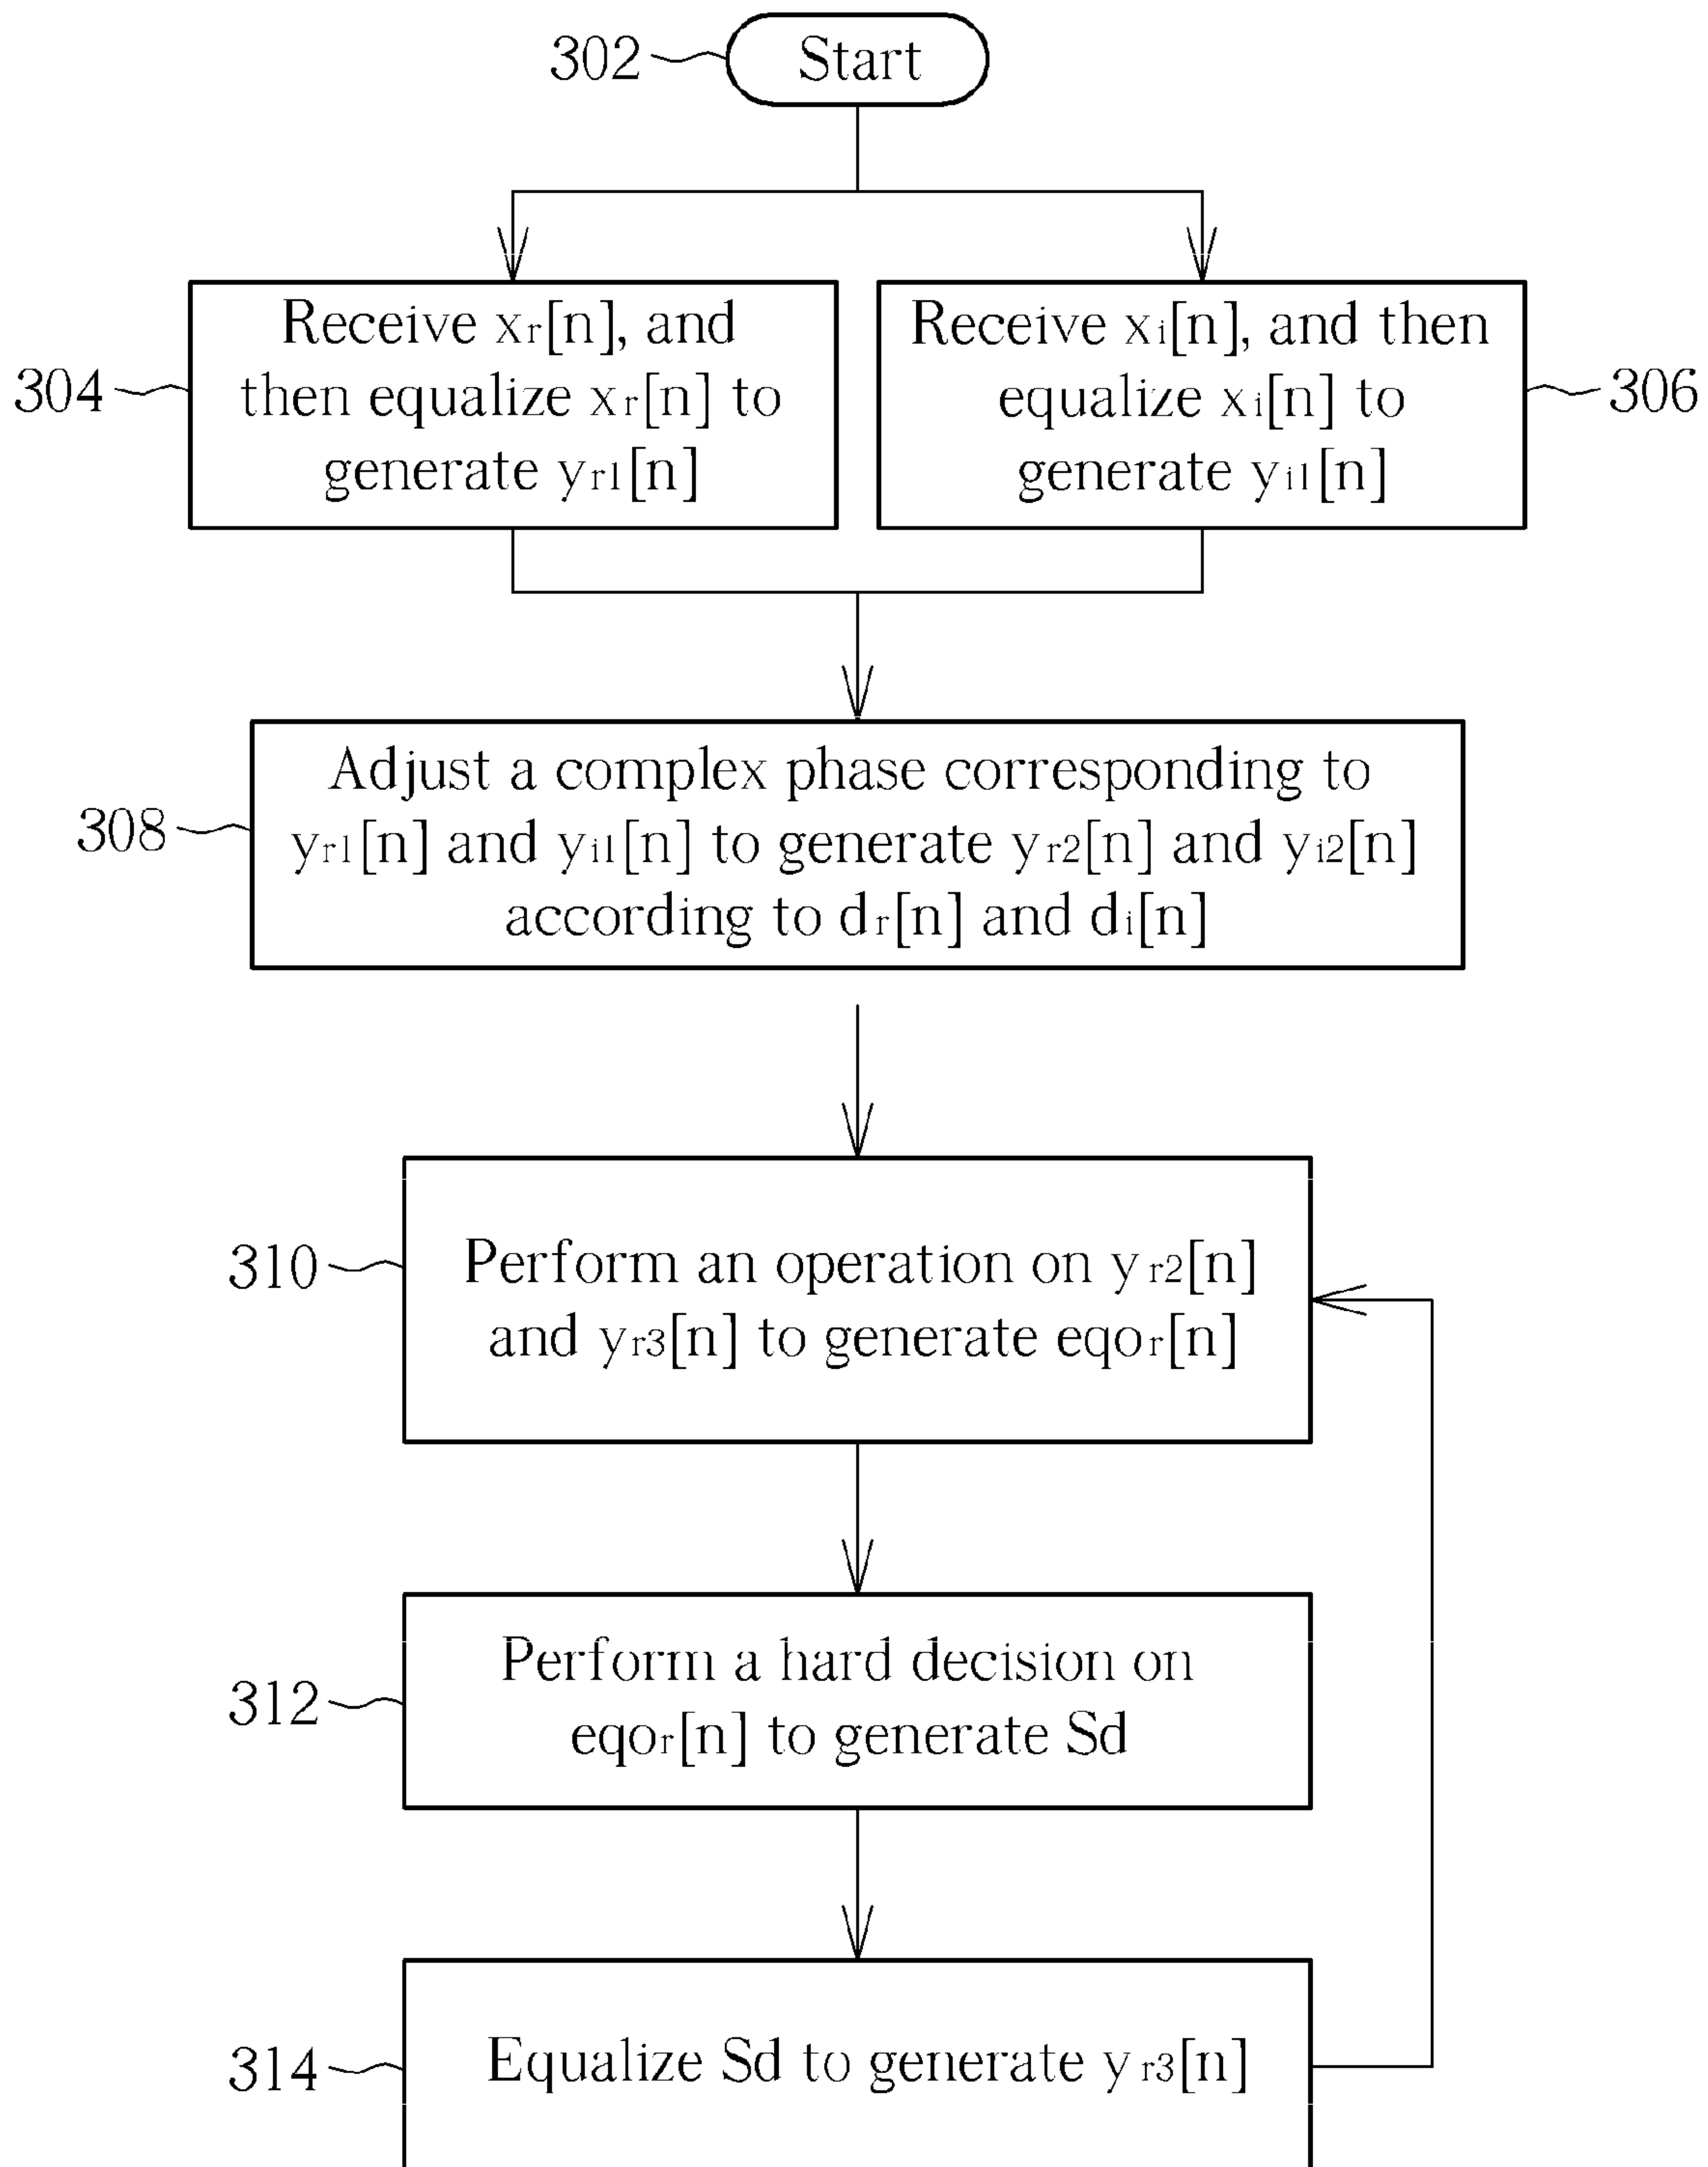 302
Start
Receive xr[n], and
then equalize xr[n] to
generate yr1[n]
304
Receive xi[n], and then
equalize xi[n] to
generate yi1[n]
306
Adjust a complex phase corresponding to
yr1[n] and yi1[n] to generate yr2[n] and yi2[n]
according to dr[n] and di[n]
308
Perform an operation on yr2[n]
and yr3[n] to generate eqor[n]
310
Perform a hard decision on
eqor[n] to generate Sd
312
Equalize Sd to generate yr3[n]
314